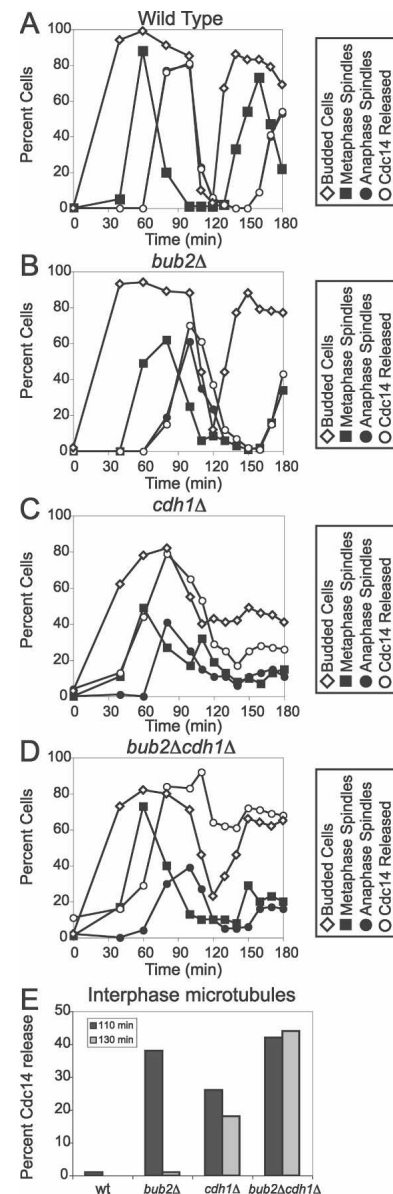 A Wild Type
Percent Cells
100
80
60
40
20
0
0 30 60 90 120 150 180
Time (min)
Budded Cells
Metaphase Spindles
Anaphase Spindles
Cdc14 Released
B bub2Δ
Percent Cells
100
80
60
40
20
0
0 30 60 90 120 150 180
Time (min)
Budded Cells
Metaphase Spindles
Anaphase Spindles
Cdc14 Released
C cdh1Δ
Percent Cells
100
80
60
40
20
0
0 30 60 90 120 150 180
Time (min)
Budded Cells
Metaphase Spindles
Anaphase Spindles
Cdc14 Released
D bub2Δcdh1Δ
Percent Cells
100
80
60
40
20
0
0 30 60 90 120 150 180
Time (min)
Budded Cells
Metaphase Spindles
Anaphase Spindles
Cdc14 Released
E Interphase microtubules
Percent Cdc14 release
50
40
30
20
10
0
110 min
130 min
wt bub2Δ cdh1Δ bub2Δcdh1Δ